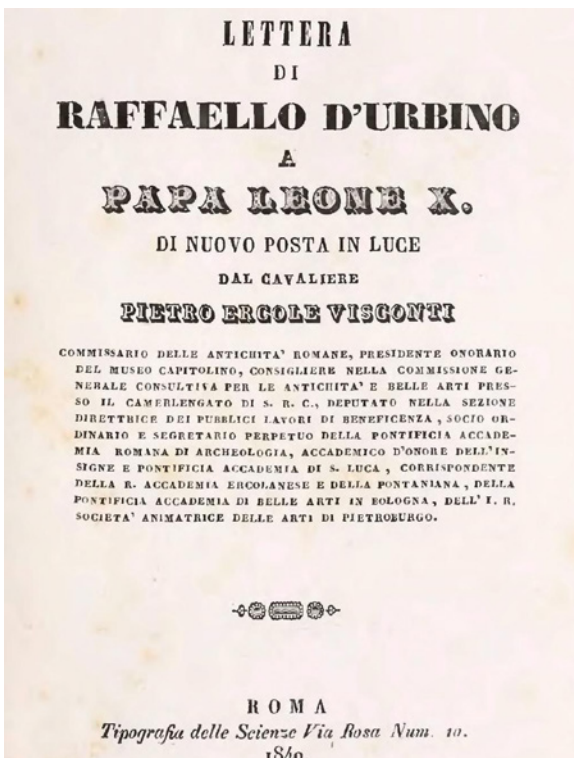 LETTERA
DI
RAFFAELLO D'URBINO
A
PAPA LEONE X.
DI NUOVO POSTA IN LUCE
DAL CAVALIERE
PIETRO ERCOLE VISCONTI
COMMISSARIO DELLE ANTICHITA' ROMANE, PRESIDENTE ONORARIO
DEL MUSEO CAPITOLINO, CONSIGLIERE NELLA COMMISSIONE GE-
NERALE CONSULTIVA PER LE ANTICHITA' E BELLE ARTI PRES-
SO IL CAMERLENGATO DI S. R. C., DEPUTATO NELLA SEZIONE
DIRETTRICE DEI PUBBLICI LAVORI DI BENEFICENZA, SOCIO OR-
DINARIO E SEGRETARIO PERPETUO DELLA PONTIFICIA ACCADE-
MIA ROMANA DI ARCHEOLOGIA, ACCADEMICO D'ONORE DELL'IN-
SIGNE E PONTIFICIA ACCADEMIA DI S. LUCA, CORRISPONDENTE
DELLA R. ACCADEMIA ERCOLANESE E DELLA PONTANIANA, DELLA
PONTIFICIA ACCADEMIA DI BELLE ARTI IN BOLOGNA, DELL' I. R.
SOCIETA' ANIMATRICE DELLE ARTI DI PIETROBURGO.
ROMA
Tipografia delle Scienze Via Rosa Num. 10.
1840